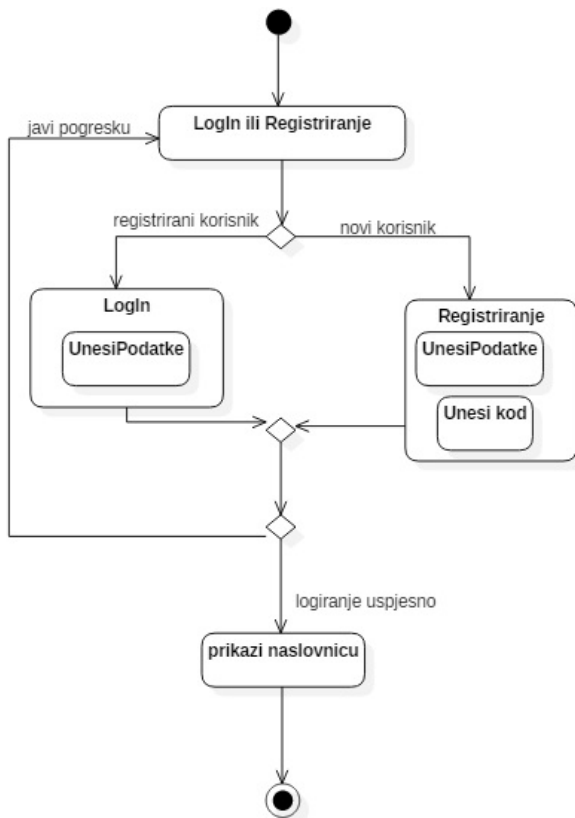 LogIn ili Registriranje
javi pogresku
registrirani korisnik
novi korisnik
LogIn
UnesiPodatke
Registriranje
UnesiPodatke
Unesi kod
logiranje uspjesno
prikazi naslovnicu